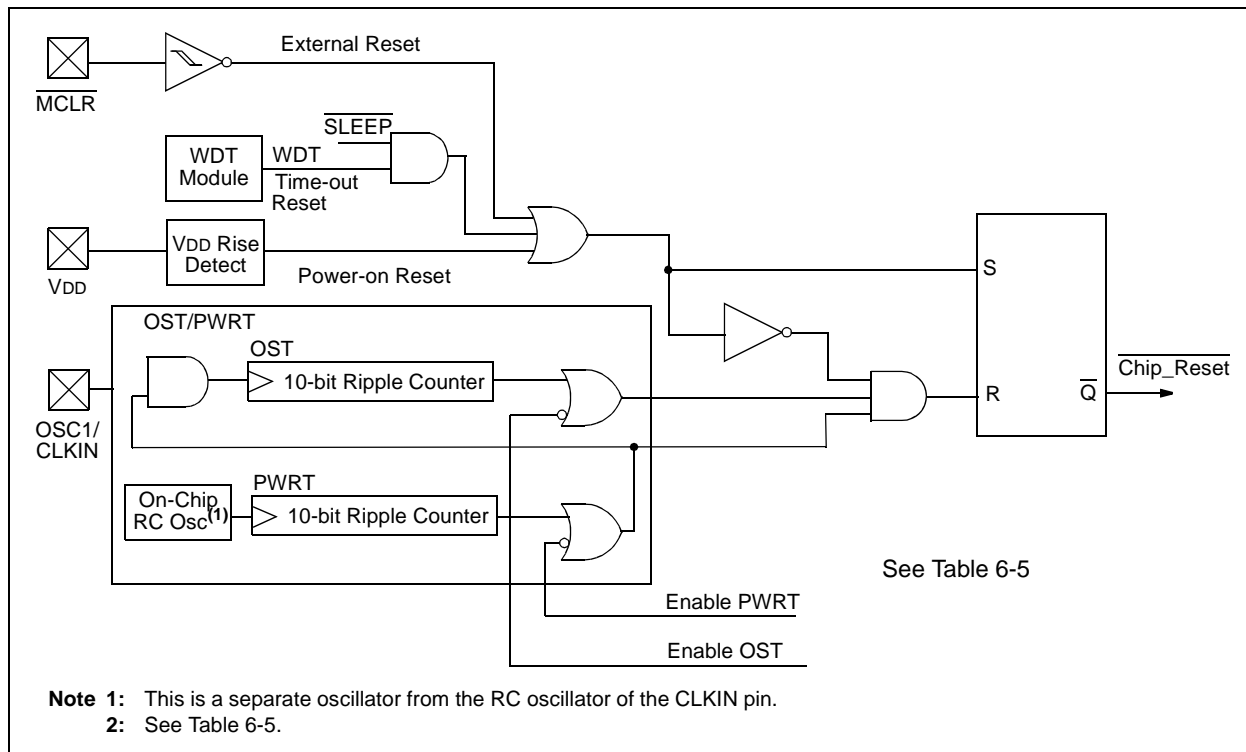 External Reset
MCLR
SLEEP
WDT
Module
WDT
Time-out
Reset
VDD Rise
Detect
VDD
Power-on Reset
S
OST/PWRT
OST
10-bit Ripple Counter
Chip_Reset
R
Q
OSC1/
CLKIN
PWRT
On-Chip
RC Osc(1)
10-bit Ripple Counter
See Table 6-5
Enable PWRT
Enable OST
Note 1: This is a separate oscillator from the RC oscillator of the CLKIN pin.
2: See Table 6-5.